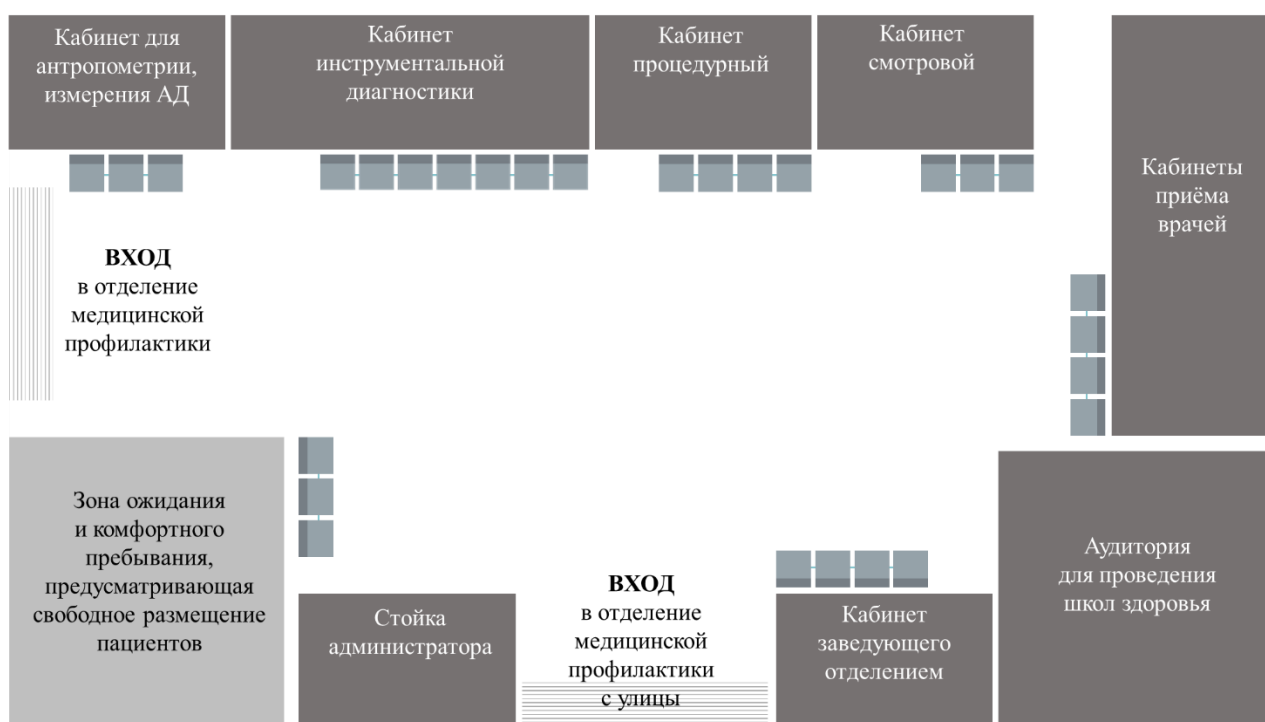 Кабинет для
антропометрии,
измерения АД
Кабинет
инструментальной
диагностики
Кабинет
процедурный
Кабинет
смотровой
Кабинеты
приёма
врачей
ВХОД
в отделение
медицинской
профилактики
Зона ожидания
и комфортного
пребывания,
предусматривающая
свободное размещение
пациентов
Стойка
администратора
ВХОД
в отделение
медицинской
профилактики
с улицы
Кабинет
заведующего
отделением
Аудитория
для проведения
школ здоровья